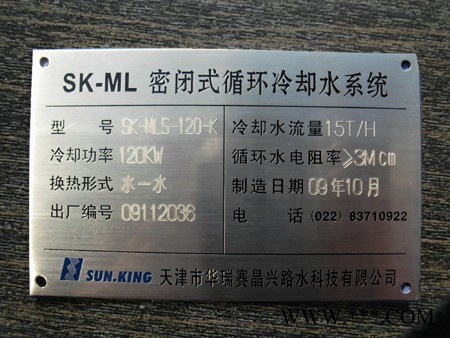 SK-ML 密闭式循环冷却水系统
型 号 SK-MLS-120-K
冷却功率 120KW
换热形式 水一水
出厂编号 09112036
冷却水流量 15T/H
循环水电阻率 ≥3Mcm
制造日期 09年10月
电 话 (022) 83710922
SUN.KING 天津市华瑞赛晶兴路水科技有限公司